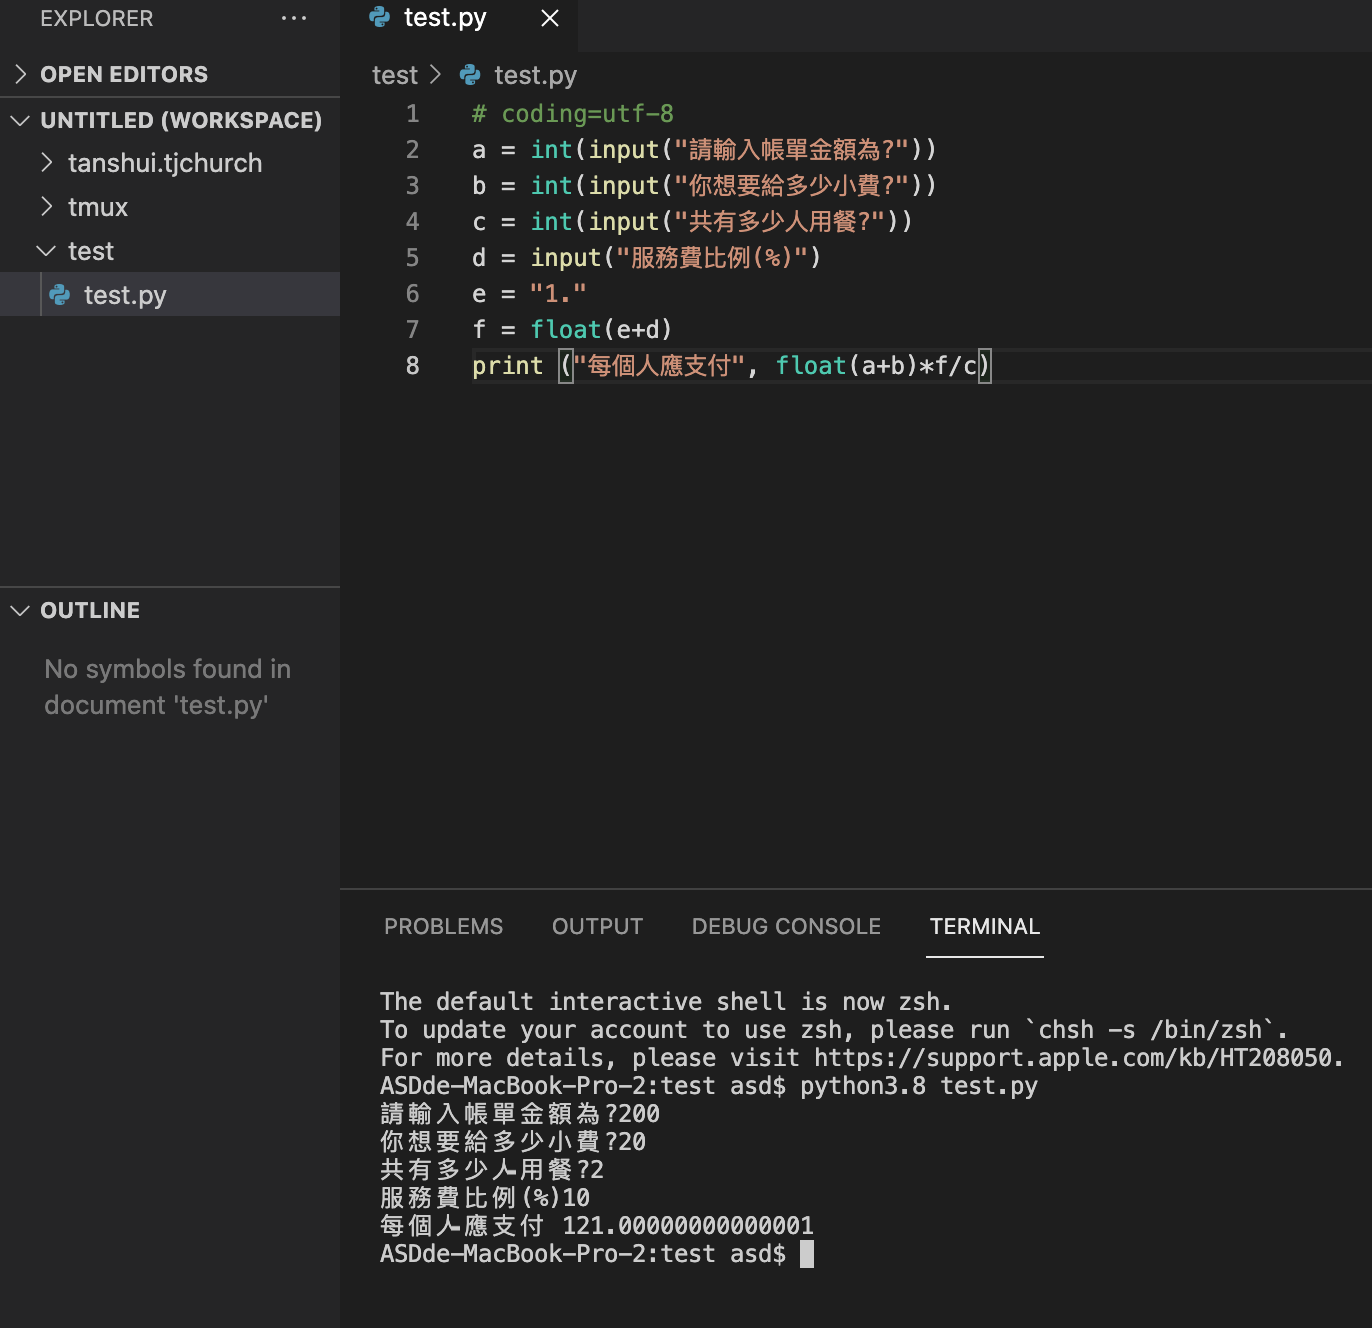 EXPLORER ···
OPEN EDITORS
UNTITLED (WORKSPACE)
tanshui.tjchurch
tmux
test
test.py
OUTLINE
No symbols found in
document 'test.py'
test.py
test > test.py
1 # coding=utf-8
2 a = int(input("請輸入帳單金額為?"))
3 b = int(input("你想要給多少小費?"))
4 c = int(input("共有多少人用餐?"))
5 d = input("服務費比例(%)")
6 e = "1."
7 f = float(e+d)
8 print ("每個人應支付", float(a+b)*f/c)
PROBLEMS OUTPUT DEBUG CONSOLE TERMINAL
The default interactive shell is now zsh.
To update your account to use zsh, please run `chsh -s /bin/zsh`.
For more details, please visit https://support.apple.com/kb/HT208050.
ASDde-MacBook-Pro-2:test asd$ python3.8 test.py
請輸入帳單金額為?200
你想要給多少小費?20
共有多少人用餐?2
服務費比例(%)10
每個人應支付 121.00000000000001
ASDde-MacBook-Pro-2:test asd$